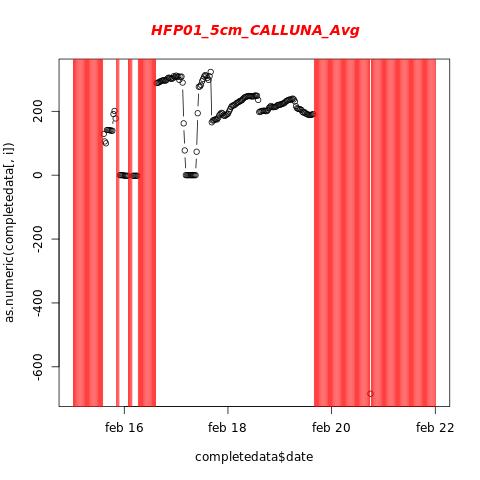 HFP01_5cm_CALLUNA_Avg
as.numeric(completedata[, i])
200
0
-200
-400
-600
feb 16
feb 18
feb 20
feb 22
completedata$date